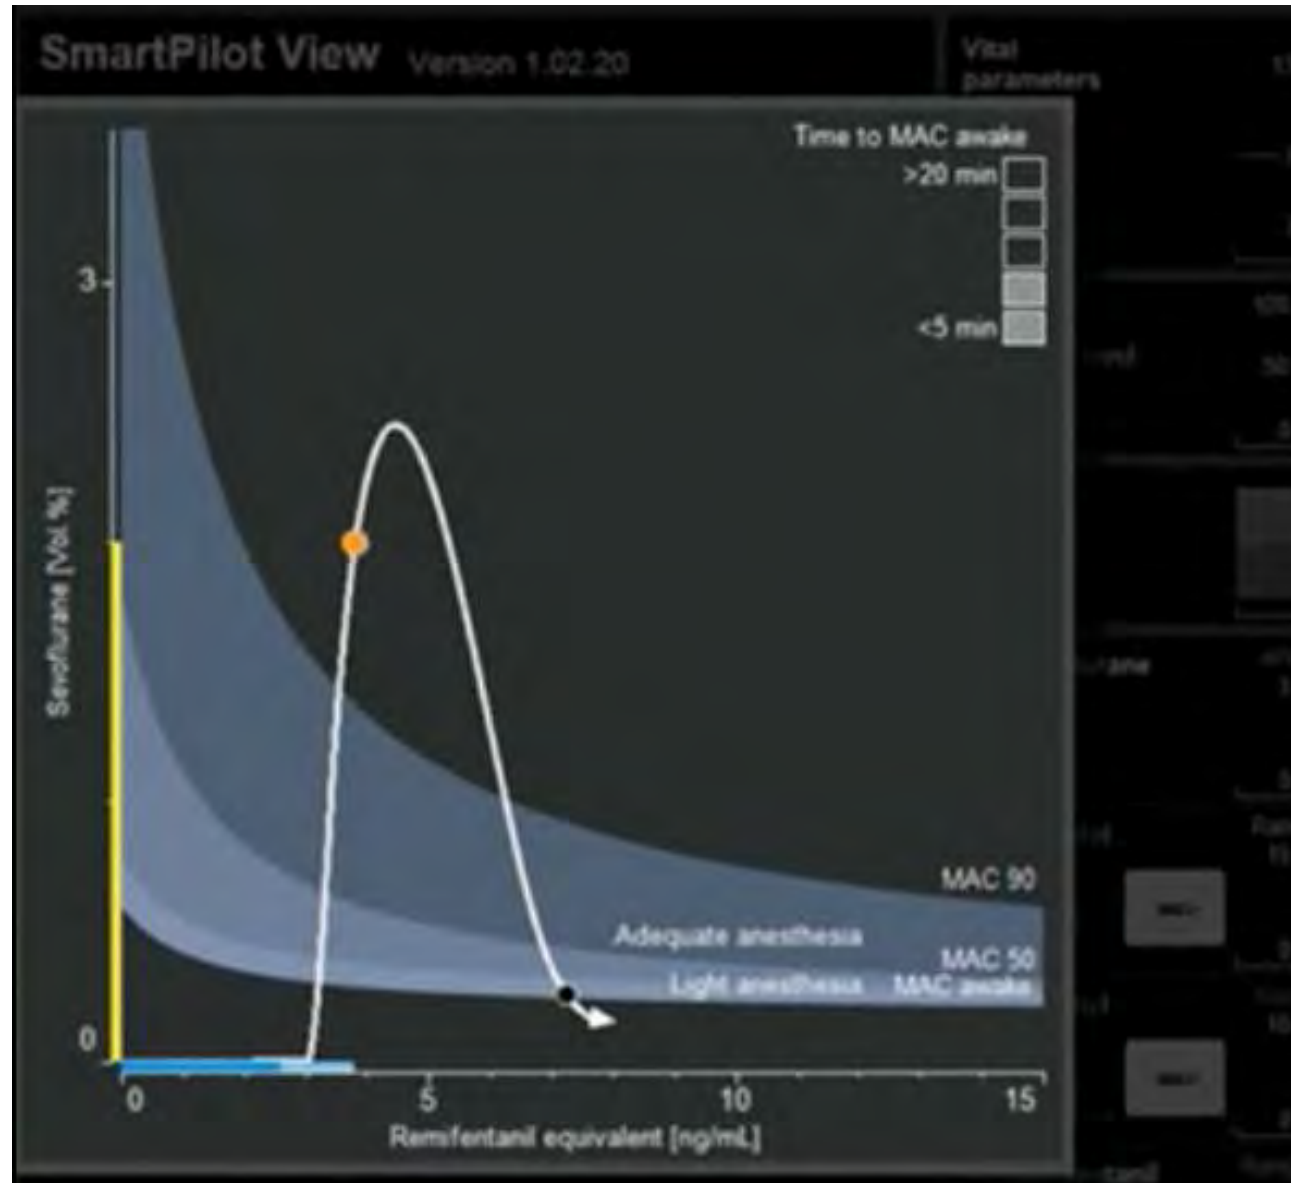 SmartPilot View Version 1.02.20
Vital
parameters
Time to MAC awake
>20 min
<5 min
3
Sevoflurane [Vol.%]
MAC 90
Adequate anesthesia
MAC 50
Light anesthesia MAC awake
0
0 5 10 15
Remifentanil equivalent [ng/mL]